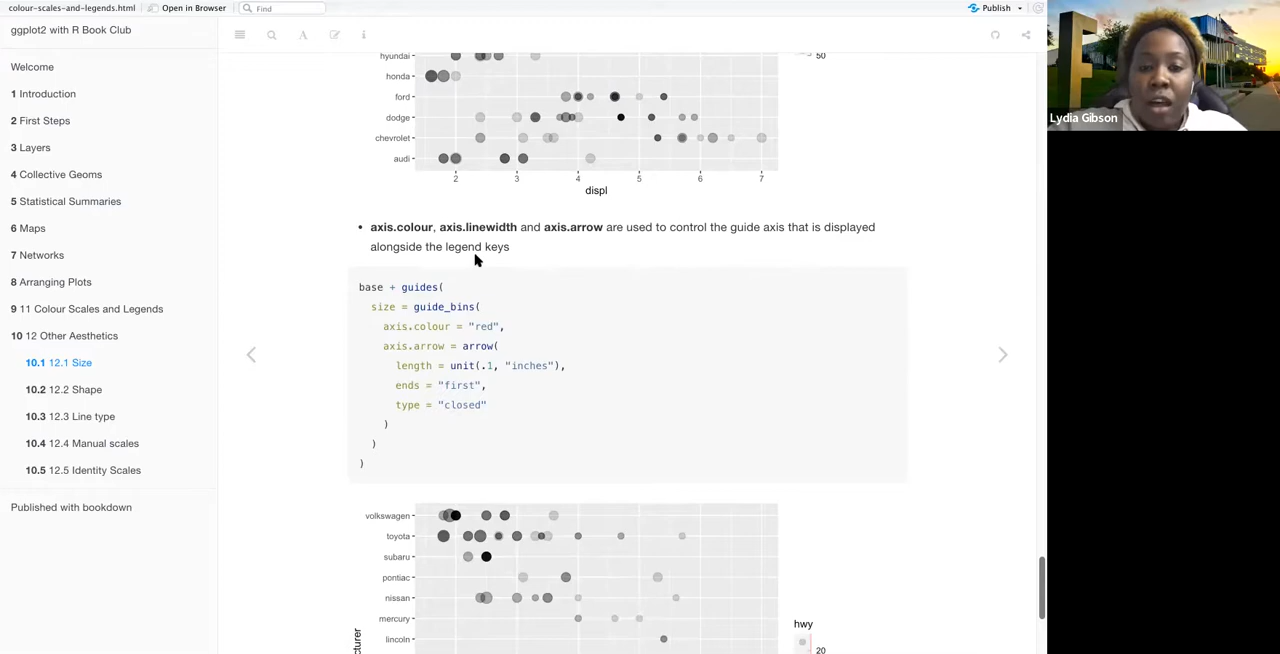 colour-scales-and-legends.html
Open in Browser
Find
Publish
ggplot2 with R Book Club
Welcome
1 Introduction
2 First Steps
3 Layers
4 Collective Geoms
5 Statistical Summaries
6 Maps
7 Networks
8 Arranging Plots
9 11 Colour Scales and Legends
10 12 Other Aesthetics
10.1 12.1 Size
10.2 12.2 Shape
10.3 12.3 Line type
10.4 12.4 Manual scales
10.5 12.5 Identity Scales
Published with bookdown
hyundai
honda
ford
dodge
chevrolet
audi
2 3 4 5 6 7
displ
50
• axis.colour, axis.linewidth and axis.arrow are used to control the guide axis that is displayed
alongside the legend keys
base + guides(
size = guide_bins(
axis.colour = "red",
axis.arrow = arrow(
length = unit(.1, "inches"),
ends = "first",
type = "closed"
)
)
)
volkswagen
toyota
subaru
pontiac
nissan
mercury
lincoln
hwy
20
Lydia Gibson